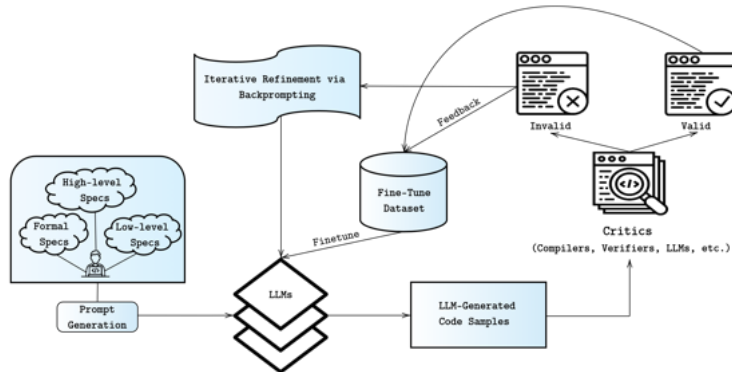 Iterative Refinement via
Backprompting
Feedback
Invalid
Valid
High-level
Specs
Formal
Specs
Low-level
Specs
Fine-Tune
Dataset
Finetune
Critics
(Compilers, Verifiers, LLMs, etc.)
Prompt
Generation
LLMs
LLM-Generated
Code Samples